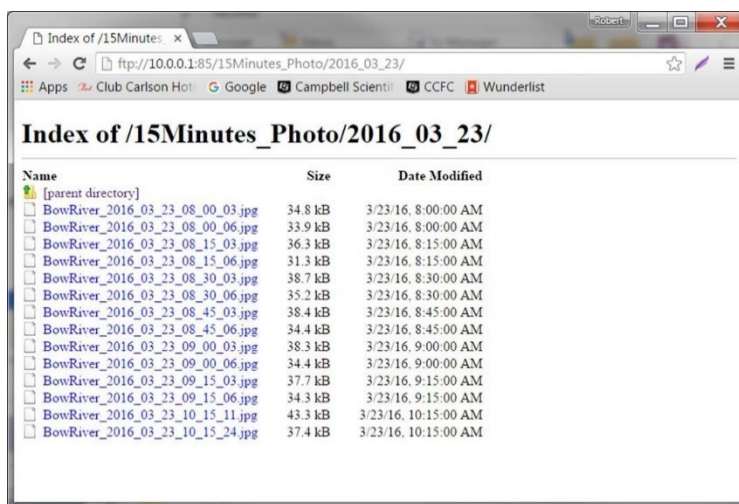 Robert
Index of /15Minutes_
ftp://10.0.0.1:85/15Minutes_Photo/2016_03_23/
Apps Club Carlson Hot Google Campbell Scientif CCFC Wunderlist
Index of /15Minutes_Photo/2016_03_23/
Name Size Date Modified
[parent directory]
BowRiver_2016_03_23_08_00_03.jpg 34.8 kB 3/23/16, 8:00:00 AM
BowRiver_2016_03_23_08_00_06.jpg 33.9 kB 3/23/16, 8:00:00 AM
BowRiver_2016_03_23_08_15_03.jpg 36.3 kB 3/23/16, 8:15:00 AM
BowRiver_2016_03_23_08_15_06.jpg 31.3 kB 3/23/16, 8:15:00 AM
BowRiver_2016_03_23_08_30_03.jpg 38.7 kB 3/23/16, 8:30:00 AM
BowRiver_2016_03_23_08_30_06.jpg 35.2 kB 3/23/16, 8:30:00 AM
BowRiver_2016_03_23_08_45_03.jpg 38.4 kB 3/23/16, 8:45:00 AM
BowRiver_2016_03_23_08_45_06.jpg 34.4 kB 3/23/16, 8:45:00 AM
BowRiver_2016_03_23_09_00_03.jpg 38.3 kB 3/23/16, 9:00:00 AM
BowRiver_2016_03_23_09_00_06.jpg 34.4 kB 3/23/16, 9:00:00 AM
BowRiver_2016_03_23_09_15_03.jpg 37.7 kB 3/23/16, 9:15:00 AM
BowRiver_2016_03_23_09_15_06.jpg 34.3 kB 3/23/16, 9:15:00 AM
BowRiver_2016_03_23_10_15_11.jpg 43.3 kB 3/23/16, 10:15:00 AM
BowRiver_2016_03_23_10_15_24.jpg 37.4 kB 3/23/16, 10:15:00 AM